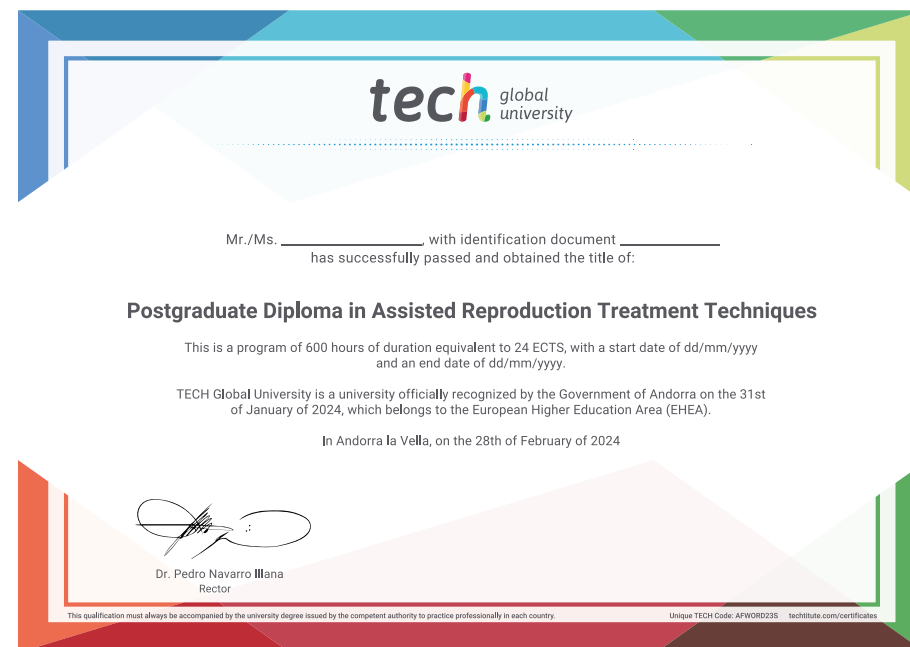 tech global university
Mr./Ms. ____________, with identification document ____________
has successfully passed and obtained the title of:
Postgraduate Diploma in Assisted Reproduction Treatment Techniques
This is a program of 600 hours of duration equivalent to 24 ECTS, with a start date of dd/mm/yyyy
and an end date of dd/mm/yyyy.
TECH Global University is a university officially recognized by the Government of Andorra on the 31st
of January of 2024, which belongs to the European Higher Education Area (EHEA).
In Andorra la Vella, on the 28th of February of 2024
Dr. Pedro Navarro Illana
Rector
This qualification must always be accompanied by the university degree issued by the competent authority to practice professionally in each country.
Unique TECH Code: AFWORD23S techtitute.com/certificates